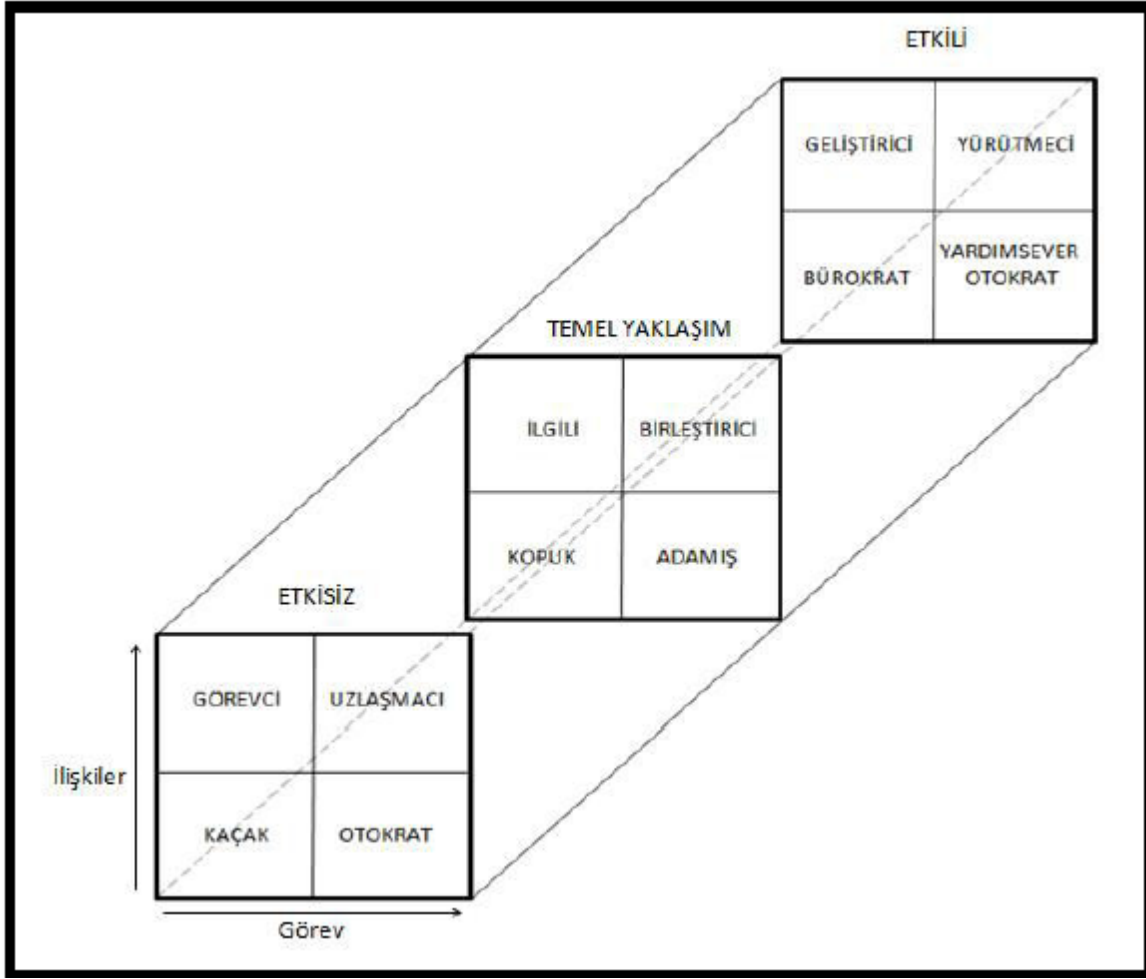 ETKİLİ
GELİŞTİRİCİ
YÜRÜTMECİ
BÜROKRAT
YARDIMSEVER
OTOKRAT
TEMEL YAKLAŞIM
İLGİLİ
BİRLEŞTİRİCİ
KOPUK
ADAMIŞ
ETKİSİZ
GÖREVCİ
UZLAŞMACI
İlişkiler
KAÇAK
OTOKRAT
Görev